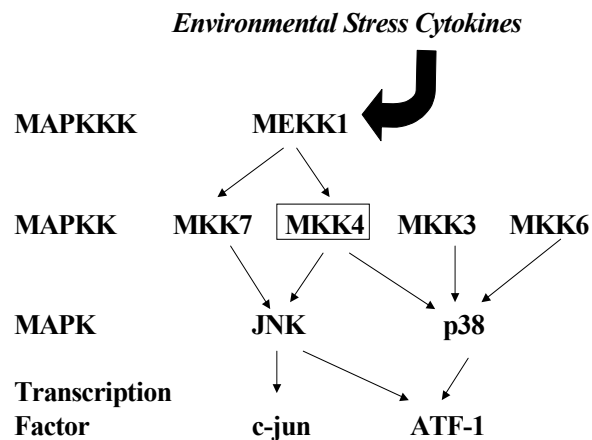 Environmental Stress Cytokines
MAPKKK MEKK1
MAPKK MKK7 MKK4 MKK3 MKK6
MAPK JNK p38
Transcription
Factor c-jun ATF-1